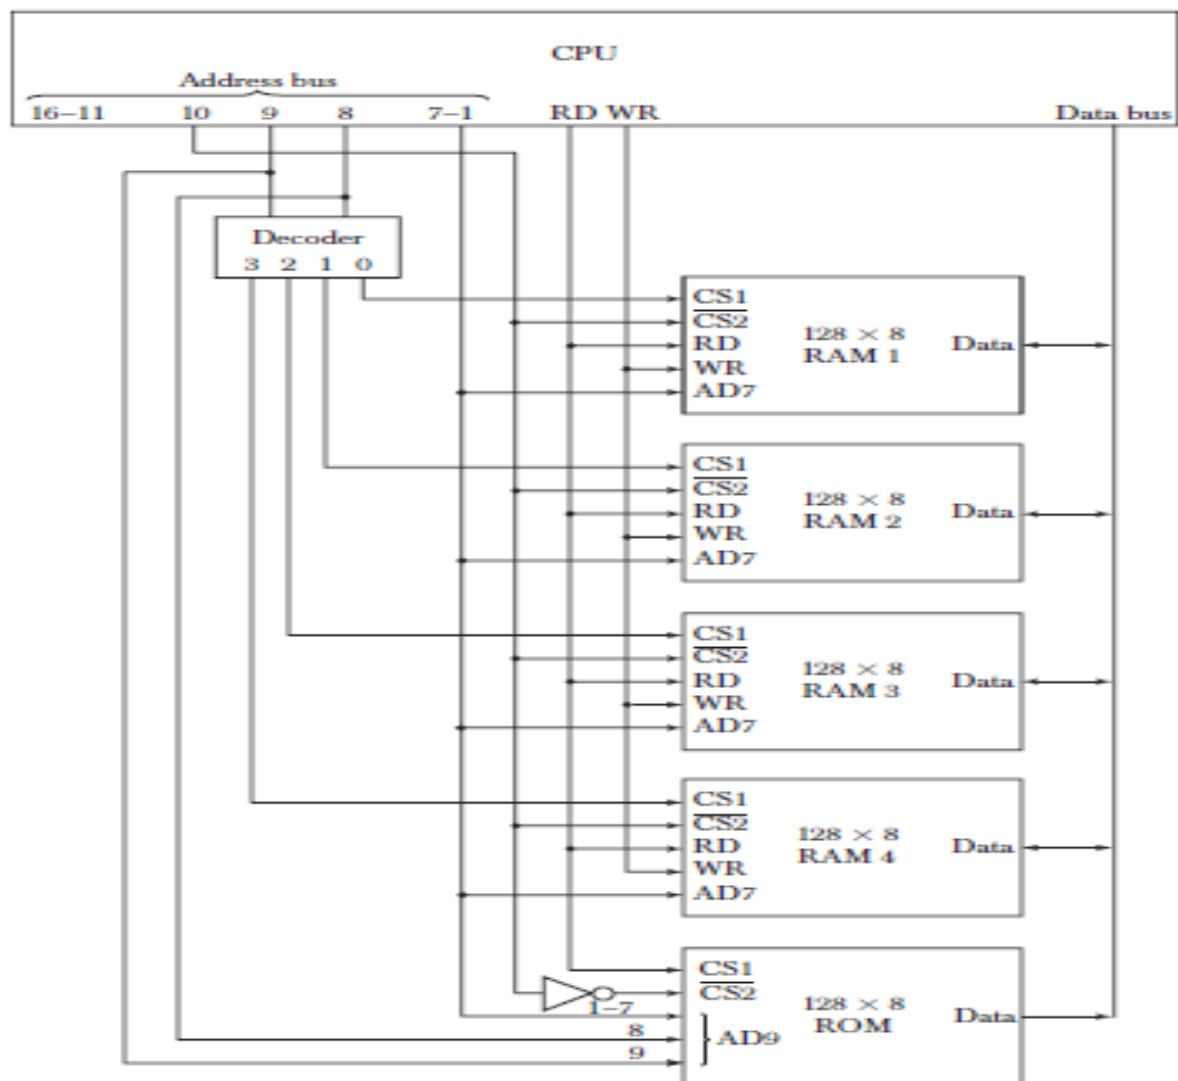 CPU
Address bus
16–11 10 9 8 7–1 RD WR Data bus
Decoder
3 2 1 0
CS1
CS2
RD
WR
AD7
128 × 8
RAM 1
Data
CS1
CS2
RD
WR
AD7
128 × 8
RAM 2
Data
CS1
CS2
RD
WR
AD7
128 × 8
RAM 3
Data
CS1
CS2
RD
WR
AD7
128 × 8
RAM 4
Data
CS1
CS2
1–7
8
9
AD9
128 × 8
ROM
Data